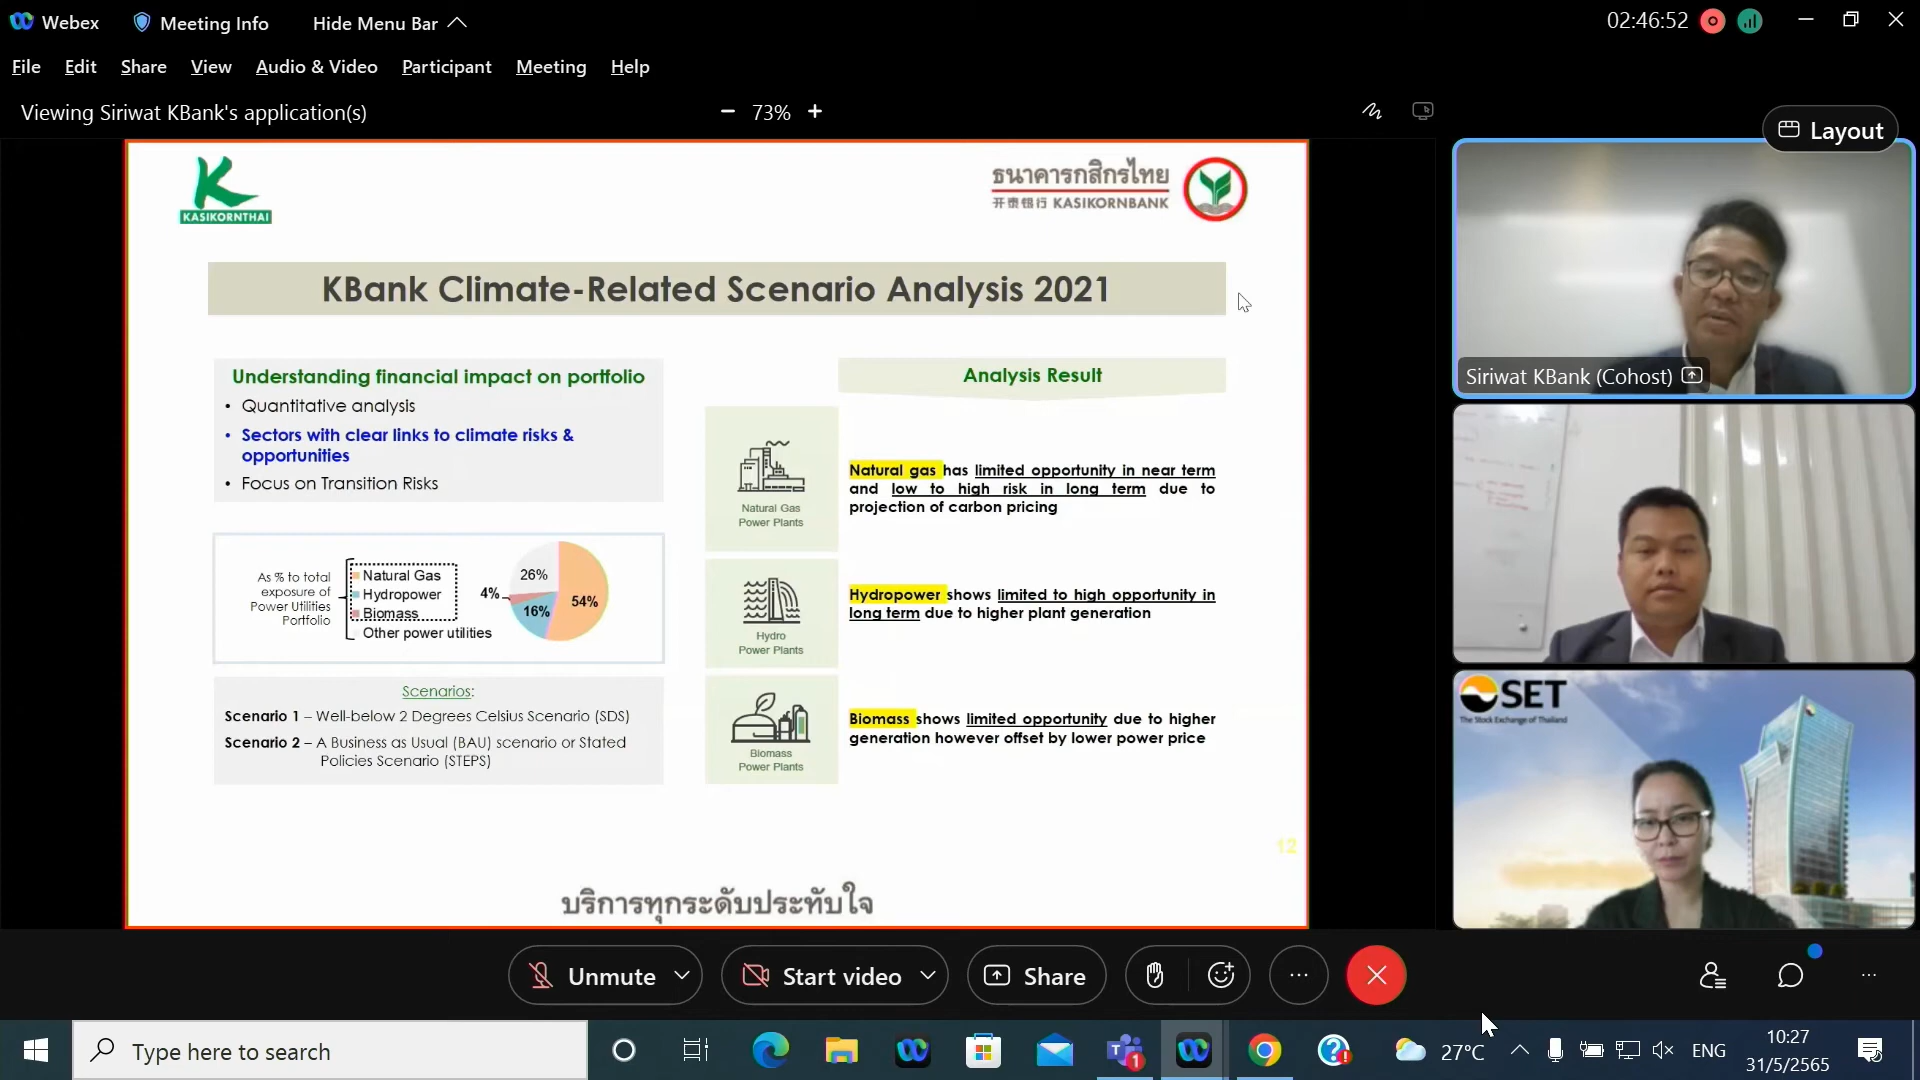 Webex
Meeting Info
Hide Menu Bar
02:46:52
File
Edit
Share
View
Audio & Video
Participant
Meeting
Help
Viewing Siriwat KBank's application(s)
73%
Layout
KASIKORNTHAI
ธนาคารกสิกรไทย
开泰银行 KASIKORNBANK
KBank Climate-Related Scenario Analysis 2021
Understanding financial impact on portfolio
• Quantitative analysis
• Sectors with clear links to climate risks &
opportunities
• Focus on Transition Risks
As % to total
exposure of
Power Utilities
Portfolio
Natural Gas
Hydropower
Biomass
Other power utilities
26%
4%
16%
54%
Scenarios:
Scenario 1 – Well-below 2 Degrees Celsius Scenario (SDS)
Scenario 2 – A Business as Usual (BAU) scenario or Stated
Policies Scenario (STEPS)
Analysis Result
Natural Gas
Power Plants
Natural gas has limited opportunity in near term
and low to high risk in long term due to
projection of carbon pricing
Hydro
Power Plants
Hydropower shows limited to high opportunity in
long term due to higher plant generation
Biomass
Power Plants
Biomass shows limited opportunity due to higher
generation however offset by lower power price
12
บริการทุกระดับประทับใจ
Siriwat KBank (Cohost)
SET
The Stock Exchange of Thailand
Unmute
Start video
Share
Type here to search
1
27°C
ENG
10:27
31/5/2565